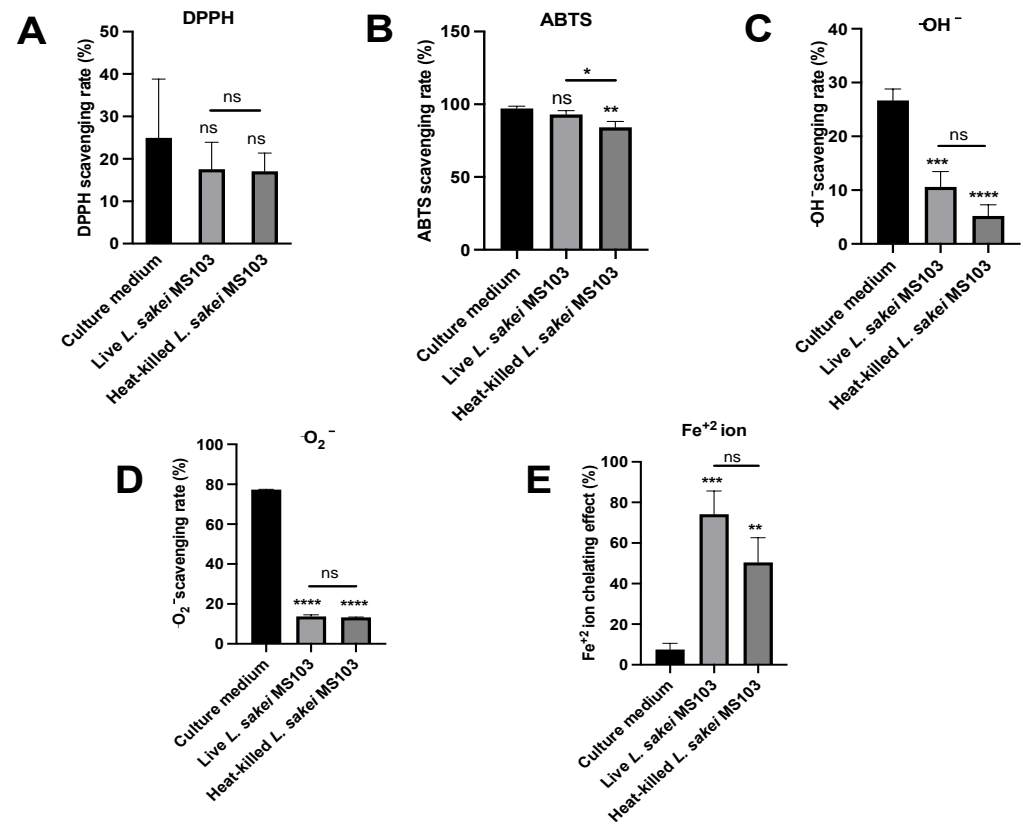 A
DPPH
DPPH scavenging rate (%)
50
40
30
20
10
0
ns
ns
ns
Culture medium
Live L. sakei MS103
Heat-killed L. sakei MS103
B
ABTS
ABTS scavenging rate (%)
150
100
50
0
*
ns
**
Culture medium
Live L. sakei MS103
Heat-killed L. sakei MS103
C
·OH⁻
·OH⁻scavenging rate (%)
40
30
20
10
0
ns
***
****
Culture medium
Live L. sakei MS103
Heat-killed L. sakei MS103
D
·O₂⁻
·O₂⁻scavenging rate (%)
100
80
60
40
20
0
ns
****
****
Culture medium
Live L. sakei MS103
Heat-killed L. sakei MS103
E
Fe⁺² ion
Fe⁺² ion chelating effect (%)
100
80
60
40
20
0
ns
***
**
Culture medium
Live L. sakei MS103
Heat-killed L. sakei MS103